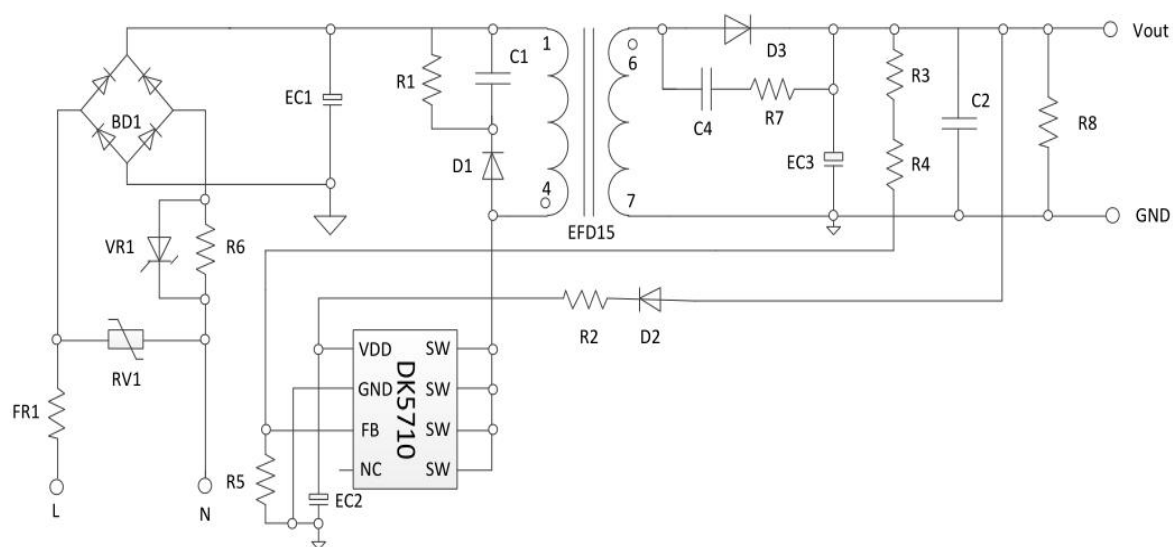 1
C1
R1
EC1
BD1
D1
4
EFD15
6
D3
C4
R7
EC3
7
R3
R4
C2
R8
Vout
GND
VR1
R6
RV1
FR1
L
N
R2
D2
VDD
GND
FB
NC
DK5710
SW
SW
SW
SW
R5
EC2